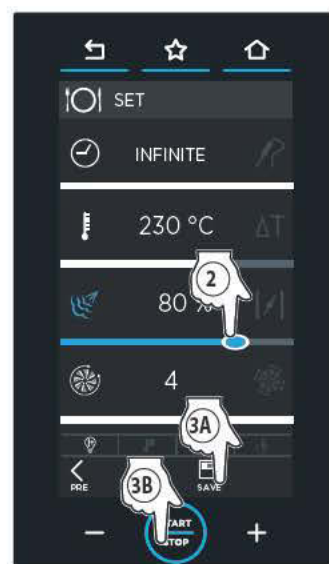 SET
INFINITE
230 °C ΔT
2
80 %
4
3A
PRE
SAVE
3B
START
STOP
− +